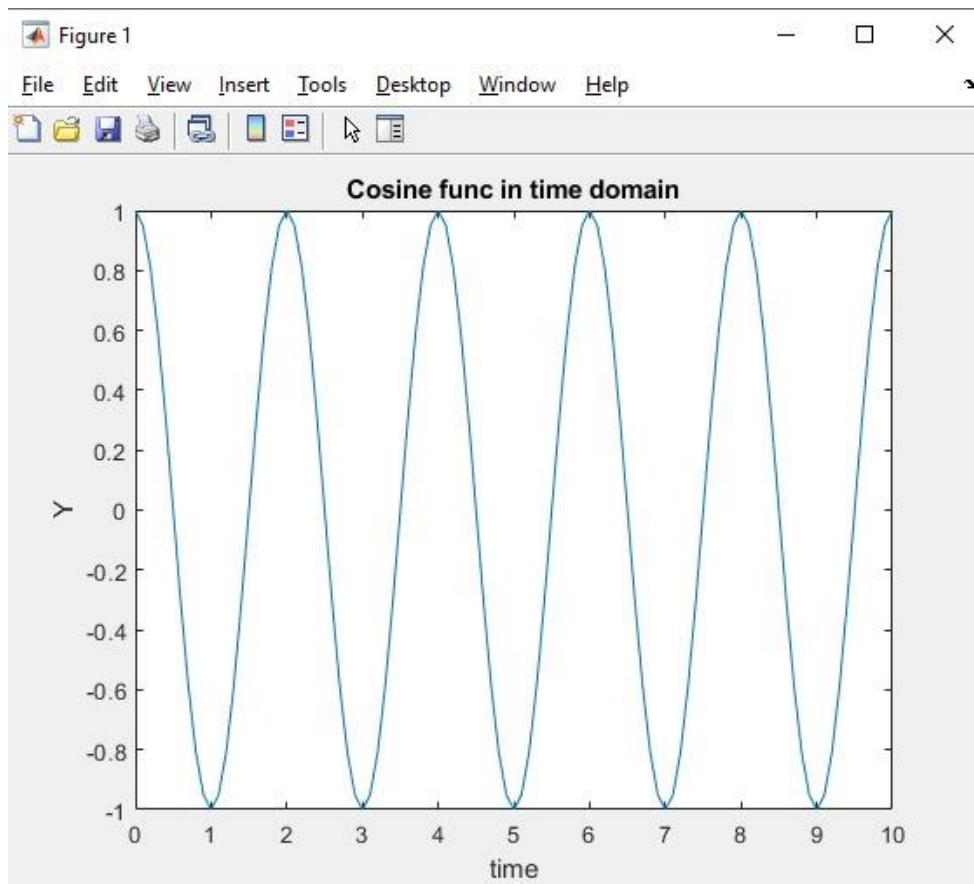 Figure 1
File Edit View Insert Tools Desktop Window Help
Cosine func in time domain
1
0.8
0.6
0.4
0.2
0
-0.2
-0.4
-0.6
-0.8
-1
Y
0 1 2 3 4 5 6 7 8 9 10
time